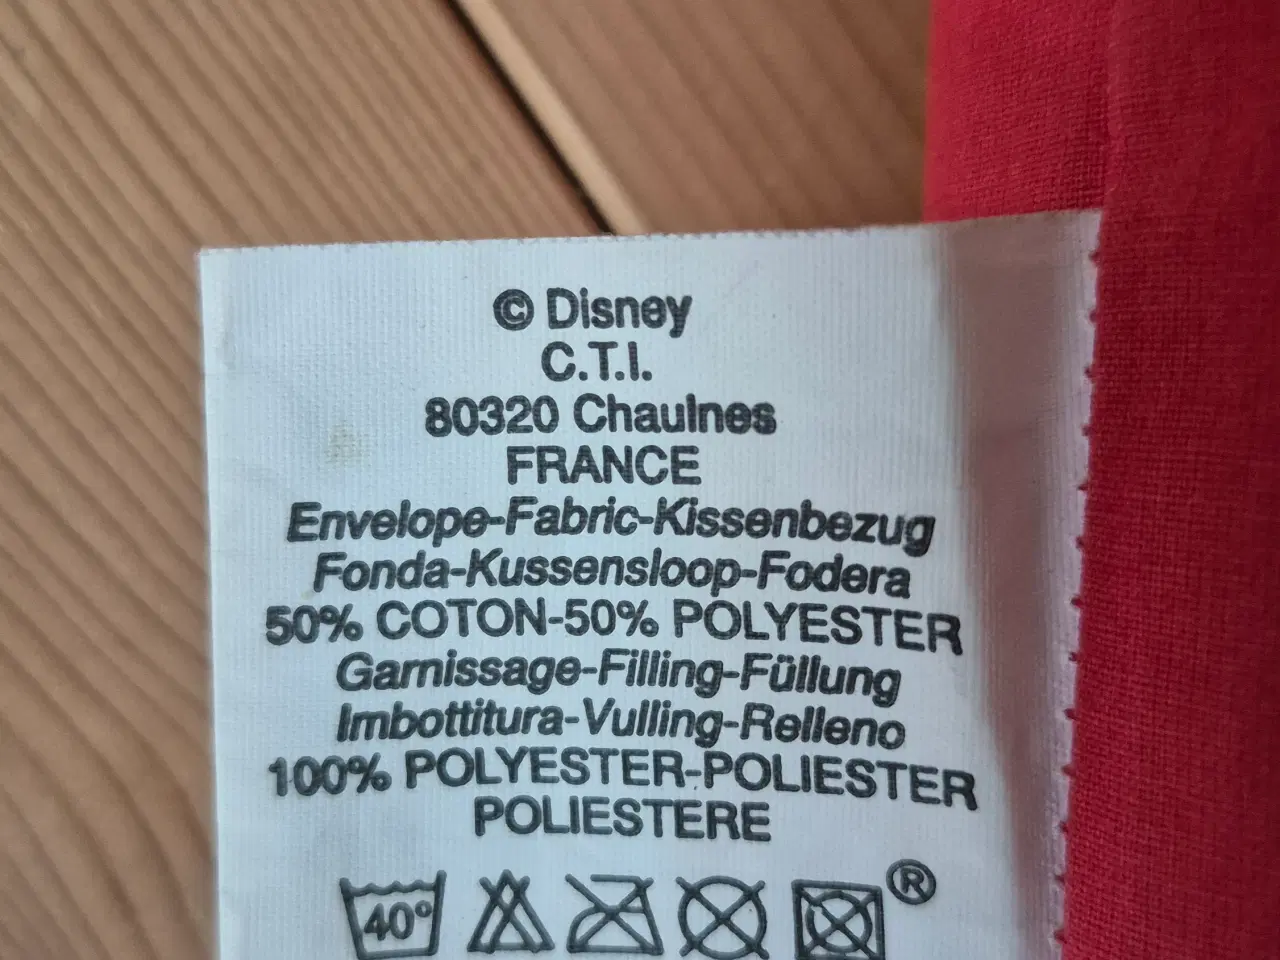 © Disney
C.T.I.
80320 Chaulnes
FRANCE
Envelope-Fabric-Kissenbezug
Fonda-Kussensloop-Fodera
50% COTON-50% POLYESTER
Garnissage-Filling-Füllung
Imbottitura-Vulling-Relleno
100% POLYESTER-POLIESTER
POLIESTERE
40° ®